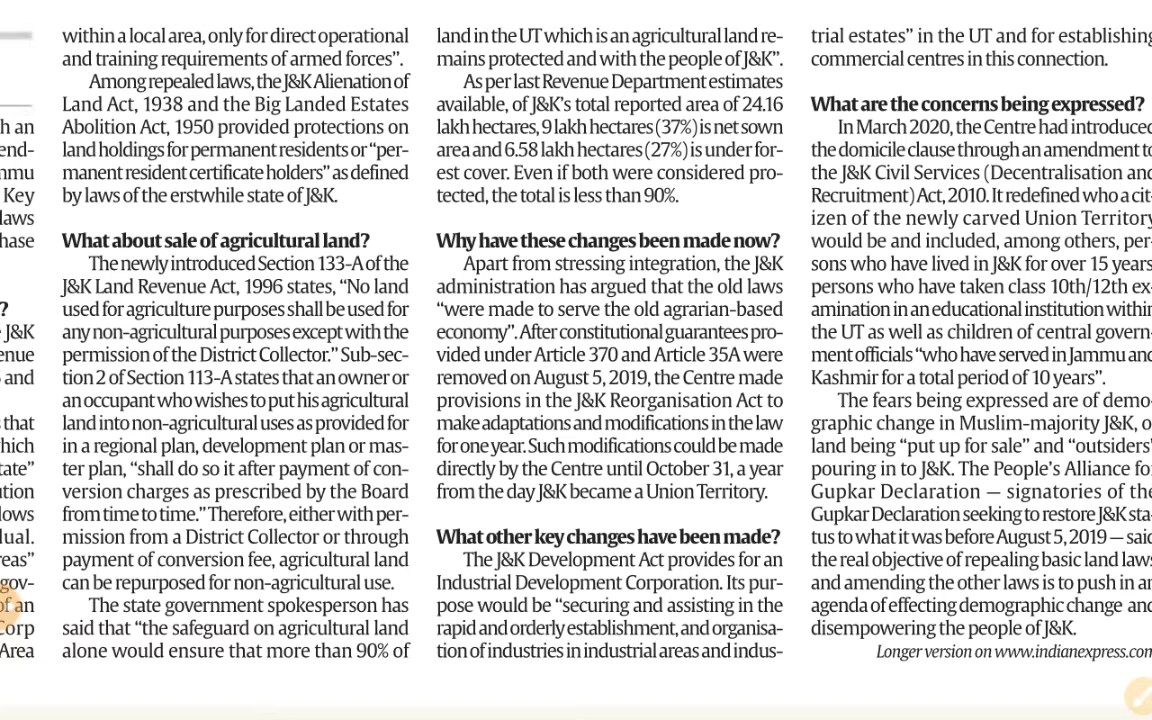 h an
end-
mmu
Key
laws
hase
?
J&K
enue
and
that
hich
tate”
tion
lows
dual.
reas”
gov-
of an
Corp
Area
within a local area, only for direct operational
and training requirements of armed forces”.
Among repealed laws, the J&K Alienation of
Land Act, 1938 and the Big Landed Estates
Abolition Act, 1950 provided protections on
land holdings for permanent residents or “per-
manent resident certificate holders” as defined
by laws of the erstwhile state of J&K.
What about sale of agricultural land?
The newly introduced Section 133-A of the
J&K Land Revenue Act, 1996 states, “No land
used for agriculture purposes shall be used for
any non-agricultural purposes except with the
permission of the District Collector.” Sub-sec-
tion 2 of Section 113-A states that an owner or
an occupant who wishes to put his agricultural
land into non-agricultural uses as provided for
in a regional plan, development plan or mas-
ter plan, “shall do so it after payment of con-
version charges as prescribed by the Board
from time to time.” Therefore, either with per-
mission from a District Collector or through
payment of conversion fee, agricultural land
can be repurposed for non-agricultural use.
The state government spokesperson has
said that “the safeguard on agricultural land
alone would ensure that more than 90% of
land in the UT which is an agricultural land re-
mains protected and with the people of J&K”.
As per last Revenue Department estimates
available, of J&K’s total reported area of 24.16
lakh hectares, 9 lakh hectares (37%) is net sown
area and 6.58 lakh hectares (27%) is under for-
est cover. Even if both were considered pro-
tected, the total is less than 90%.
Why have these changes been made now?
Apart from stressing integration, the J&K
administration has argued that the old laws
“were made to serve the old agrarian-based
economy”. After constitutional guarantees pro-
vided under Article 370 and Article 35A were
removed on August 5, 2019, the Centre made
provisions in the J&K Reorganisation Act to
make adaptations and modifications in the law
for one year. Such modifications could be made
directly by the Centre until October 31, a year
from the day J&K became a Union Territory.
What other key changes have been made?
The J&K Development Act provides for an
Industrial Development Corporation. Its pur-
pose would be “securing and assisting in the
rapid and orderly establishment, and organisa-
tion of industries in industrial areas and indus-
trial estates” in the UT and for establishing
commercial centres in this connection.
What are the concerns being expressed?
In March 2020, the Centre had introduced
the domicile clause through an amendment to
the J&K Civil Services (Decentralisation and
Recruitment) Act, 2010. It redefined who a cit-
izen of the newly carved Union Territory
would be and included, among others, per-
sons who have lived in J&K for over 15 years
persons who have taken class 10th/12th ex-
amination in an educational institution within
the UT as well as children of central govern-
ment officials “who have served in Jammu and
Kashmir for a total period of 10 years”.
The fears being expressed are of demo-
graphic change in Muslim-majority J&K, o
land being “put up for sale” and “outsiders”
pouring in to J&K. The People’s Alliance for
Gupkar Declaration — signatories of the
Gupkar Declaration seeking to restore J&K sta-
tus to what it was before August 5, 2019 — said
the real objective of repealing basic land laws
and amending the other laws is to push in an
agenda of effecting demographic change and
disempowering the people of J&K.
Longer version on www.indianexpress.com